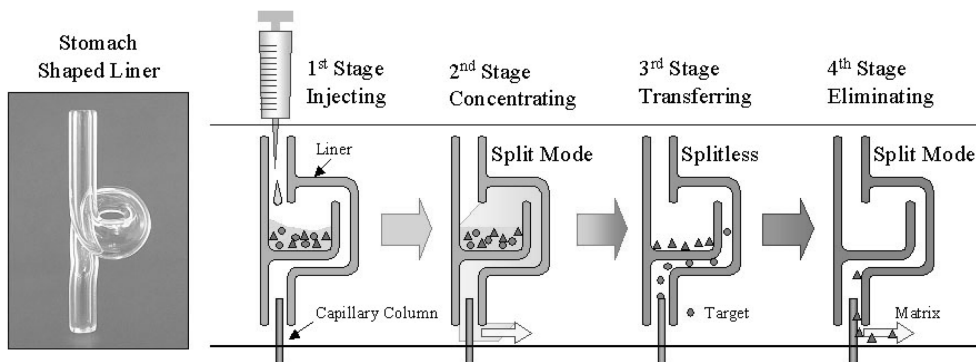 Stomach
Shaped Liner
1st Stage
Injecting
2nd Stage
Concentrating
3rd Stage
Transferring
4th Stage
Eliminating
Liner
Split Mode
Splitless
Split Mode
Capillary Column
Target
Matrix